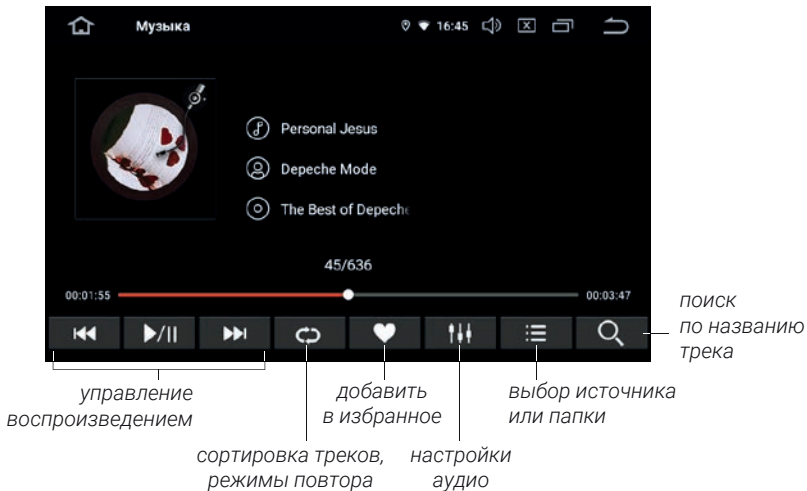 Музыка
16:45
Personal Jesus
Depeche Mode
The Best of Depeche
45/636
00:01:55
00:03:47
поиск
по названию
трека
управление
воспроизведением
добавить
в избранное
выбор источника
или папки
сортировка треков,
режимы повтора
настройки
аудио